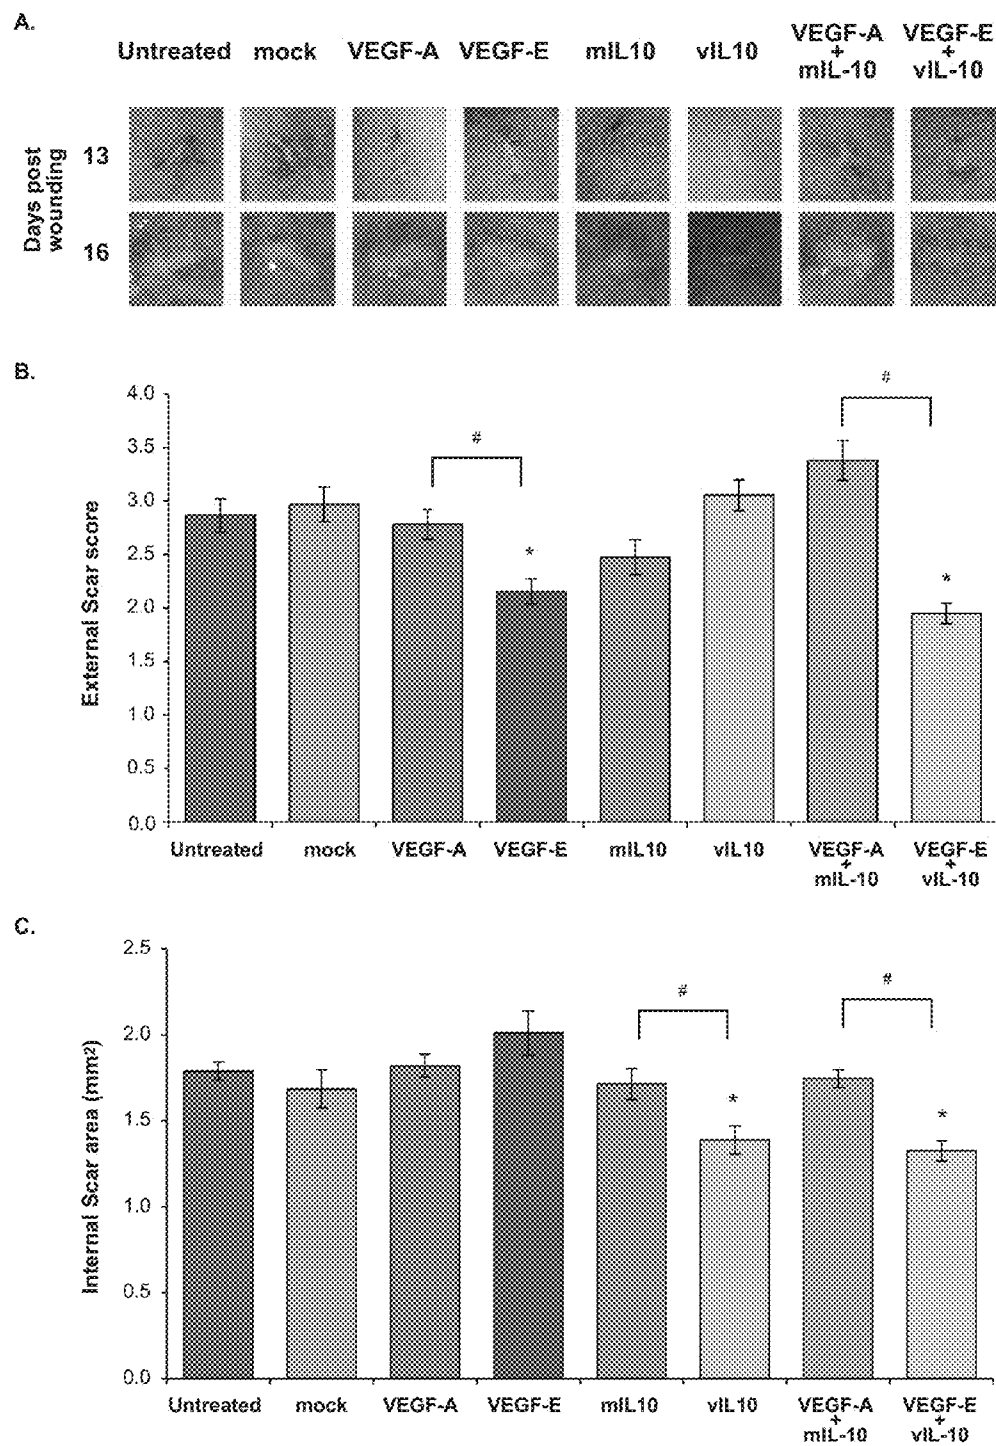 A.
Untreated mock VEGF-A VEGF-E mIL10 vIL10 VEGF-A + mIL-10 VEGF-E + vIL-10
Days post wounding
13
16
B.
External Scar score
4.0
3.5
3.0
2.5
2.0
1.5
1.0
0.5
0.0
# #
* *
Untreated mock VEGF-A VEGF-E mIL10 vIL10 VEGF-A + mIL-10 VEGF-E + vIL-10
C.
Internal Scar area (mm²)
2.5
2.0
1.5
1.0
0.5
0.0
# #
* *
Untreated mock VEGF-A VEGF-E mIL10 vIL10 VEGF-A + mIL-10 VEGF-E + vIL-10